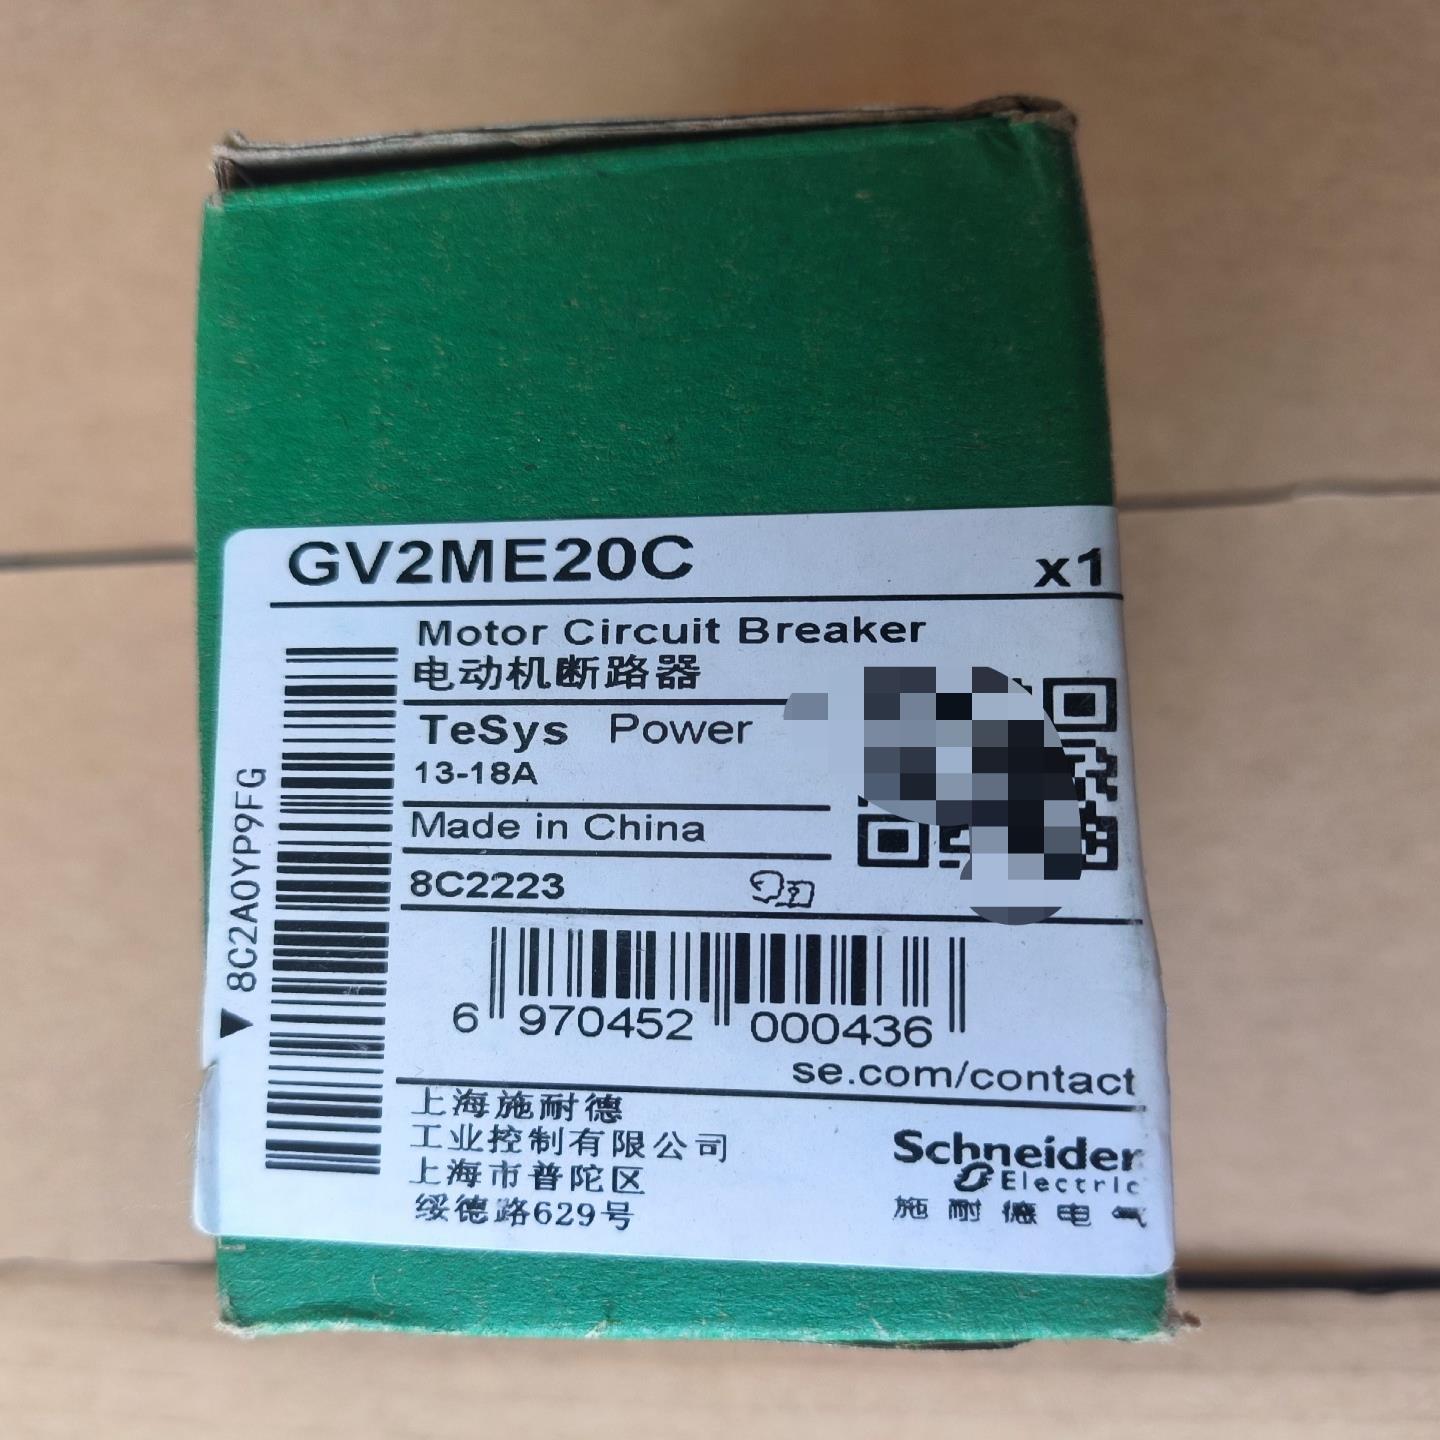 GV2ME20C x1
Motor Circuit Breaker
电动机断路器
TeSys Power
13-18A
Made in China
8C2223
8C2A0YP9FG
6 970452 000436
se.com/contact
上海施耐德
工业控制有限公司
上海市普陀区
绥德路629号
Schneider
Electric
施耐德电气